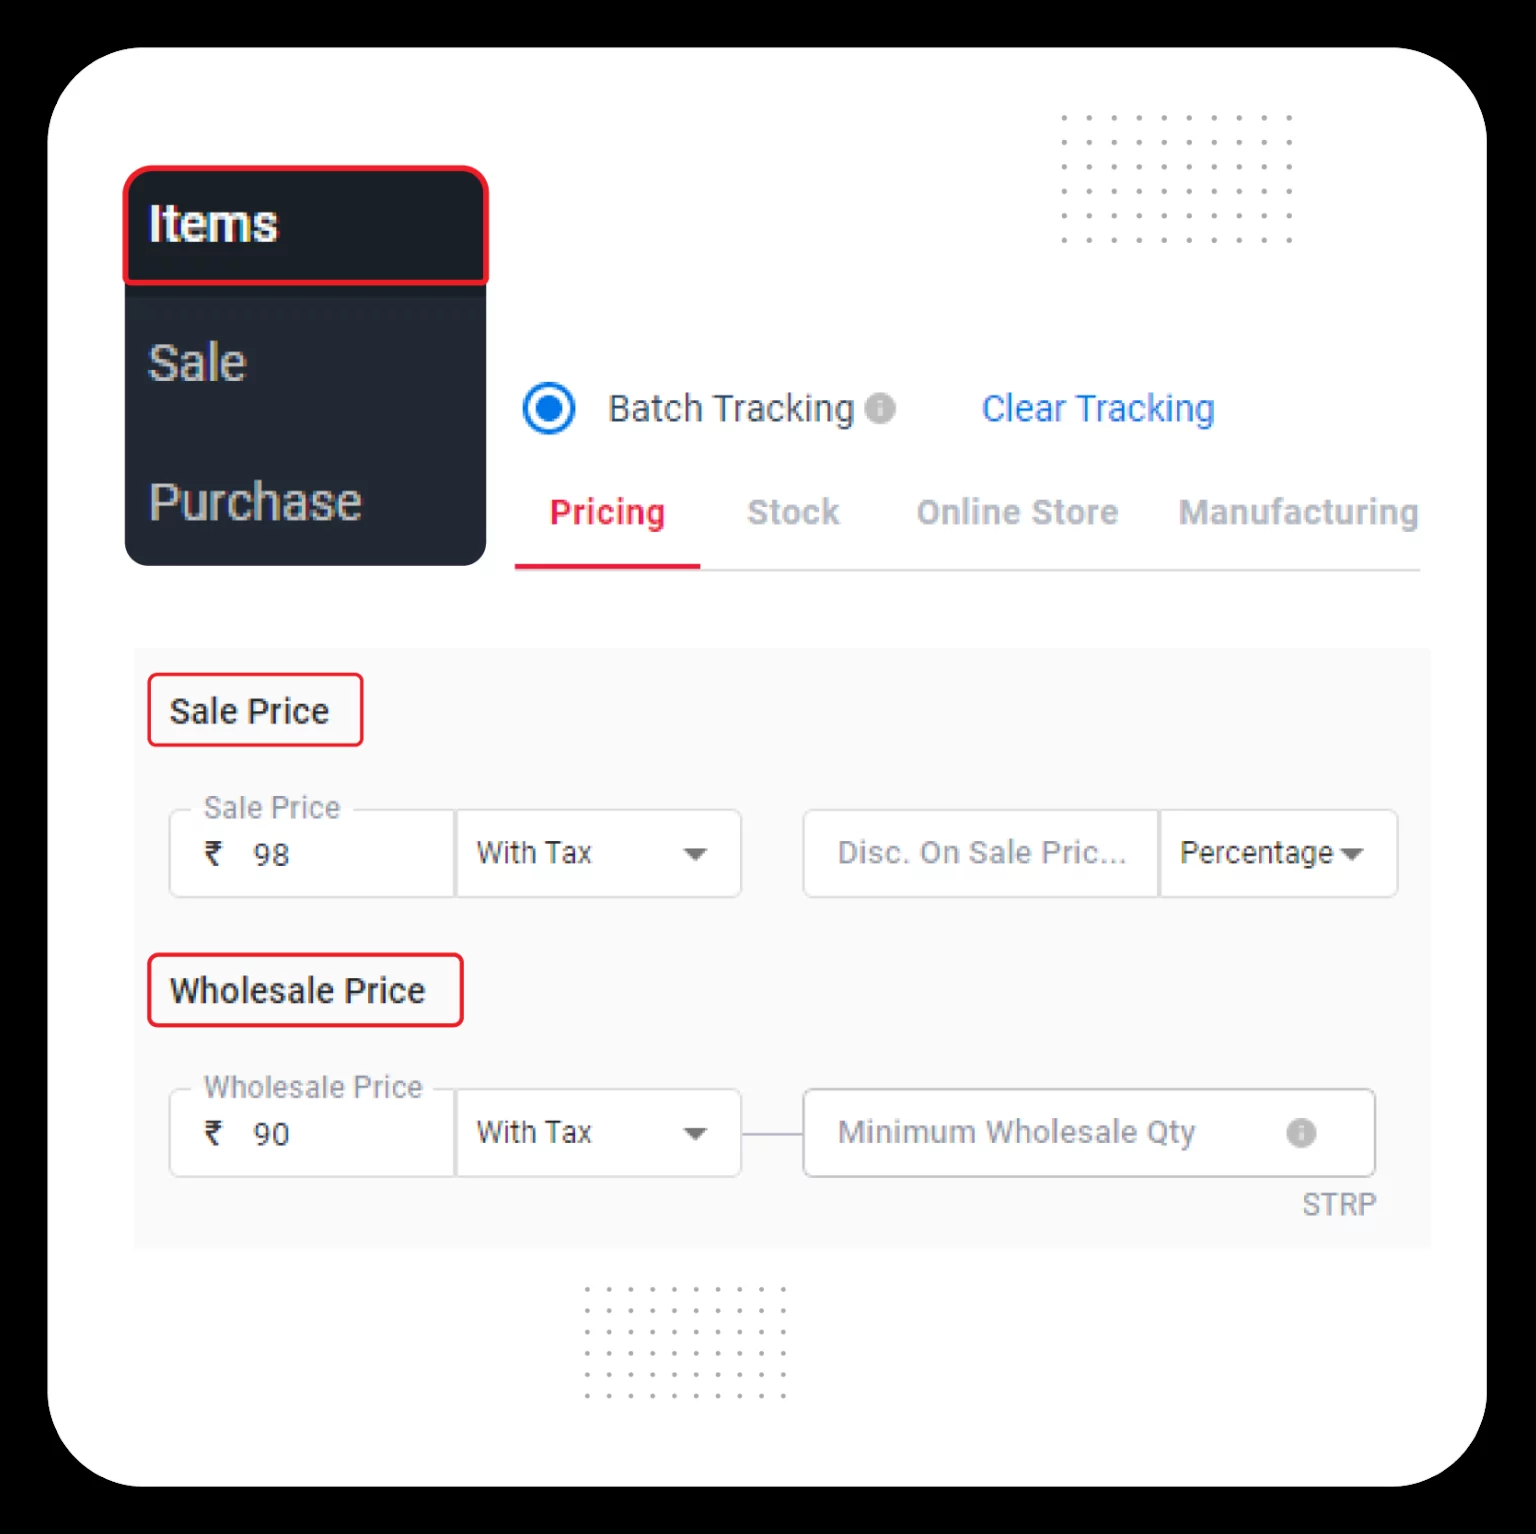 Items
Sale
Purchase
Batch Tracking Clear Tracking
Pricing Stock Online Store Manufacturing
Sale Price
Sale Price
₹ 98 With Tax Disc. On Sale Pric... Percentage
Wholesale Price
Wholesale Price
₹ 90 With Tax Minimum Wholesale Qty
STRP